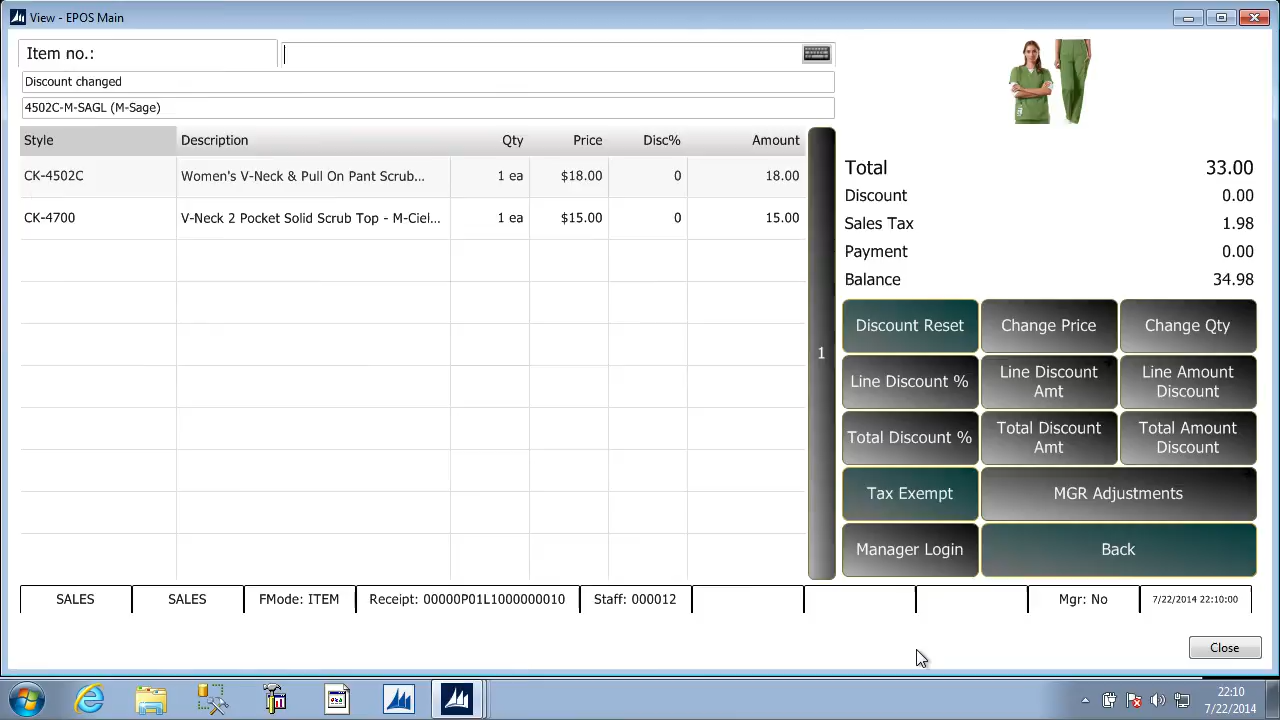 View - EPOS Main
Item no.:
Discount changed
4502C-M-SAGL (M-Sage)
Style Description Qty Price Disc% Amount
CK-4502C Women's V-Neck & Pull On Pant Scrub... 1 ea $18.00 0 18.00
CK-4700 V-Neck 2 Pocket Solid Scrub Top - M-Ciel... 1 ea $15.00 0 15.00
1
Total 33.00
Discount 0.00
Sales Tax 1.98
Payment 0.00
Balance 34.98
Discount Reset
Change Price
Change Qty
Line Discount %
Line Discount
Amt
Line Amount
Discount
Total Discount %
Total Discount
Amt
Total Amount
Discount
Tax Exempt
MGR Adjustments
Manager Login
Back
SALES SALES FMode: ITEM Receipt: 00000P01L1000000010 Staff: 000012 Mgr: No 7/22/2014 22:10:00
Close
22:10
7/22/2014